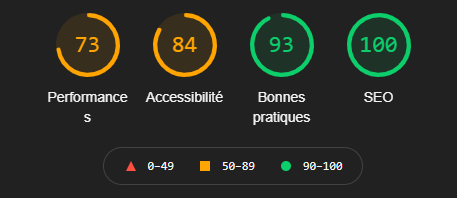 73 84 93 100
Performance
s
Accessibilité
Bonnes
pratiques
SEO
0–49 50–89 90–100